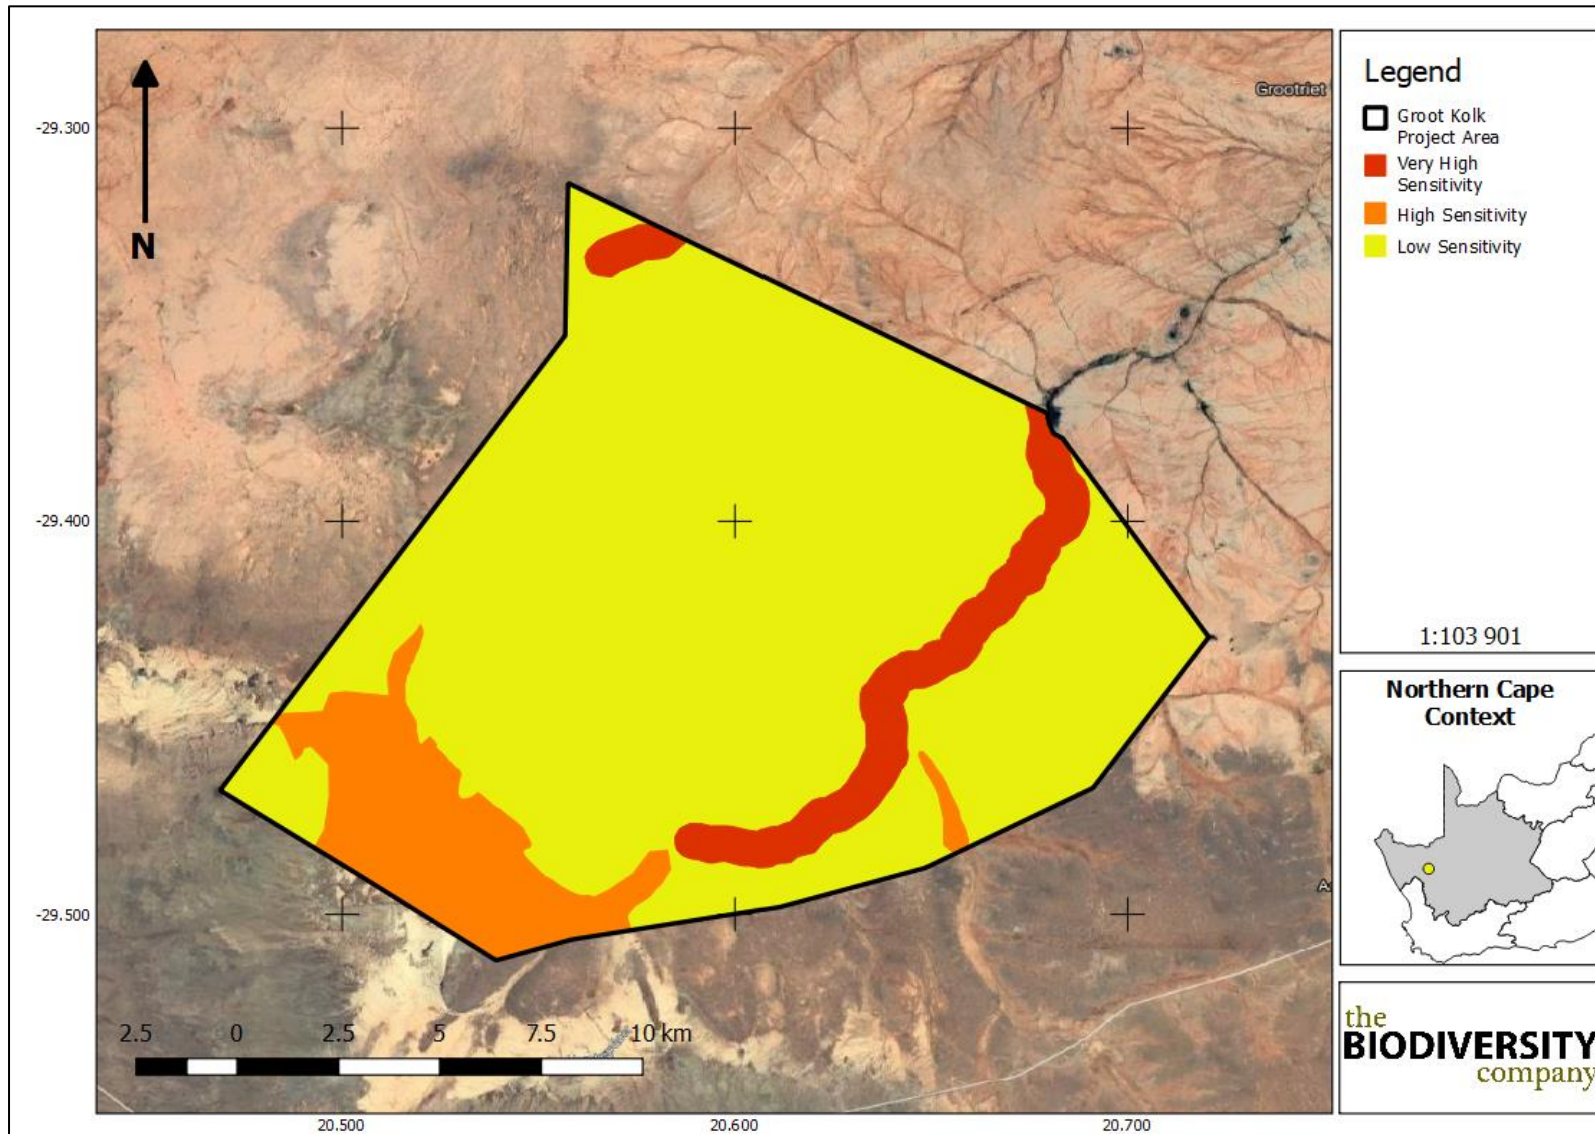 Grootriet
-29.300
-29.400
-29.500
20.500
20.600
20.700
N
2.5 0 2.5 5 7.5 10 km
A
Legend
Groot Kolk
Project Area
Very High
Sensitivity
High Sensitivity
Low Sensitivity
1:103 901
Northern Cape
Context
the
BIODIVERSITY
company